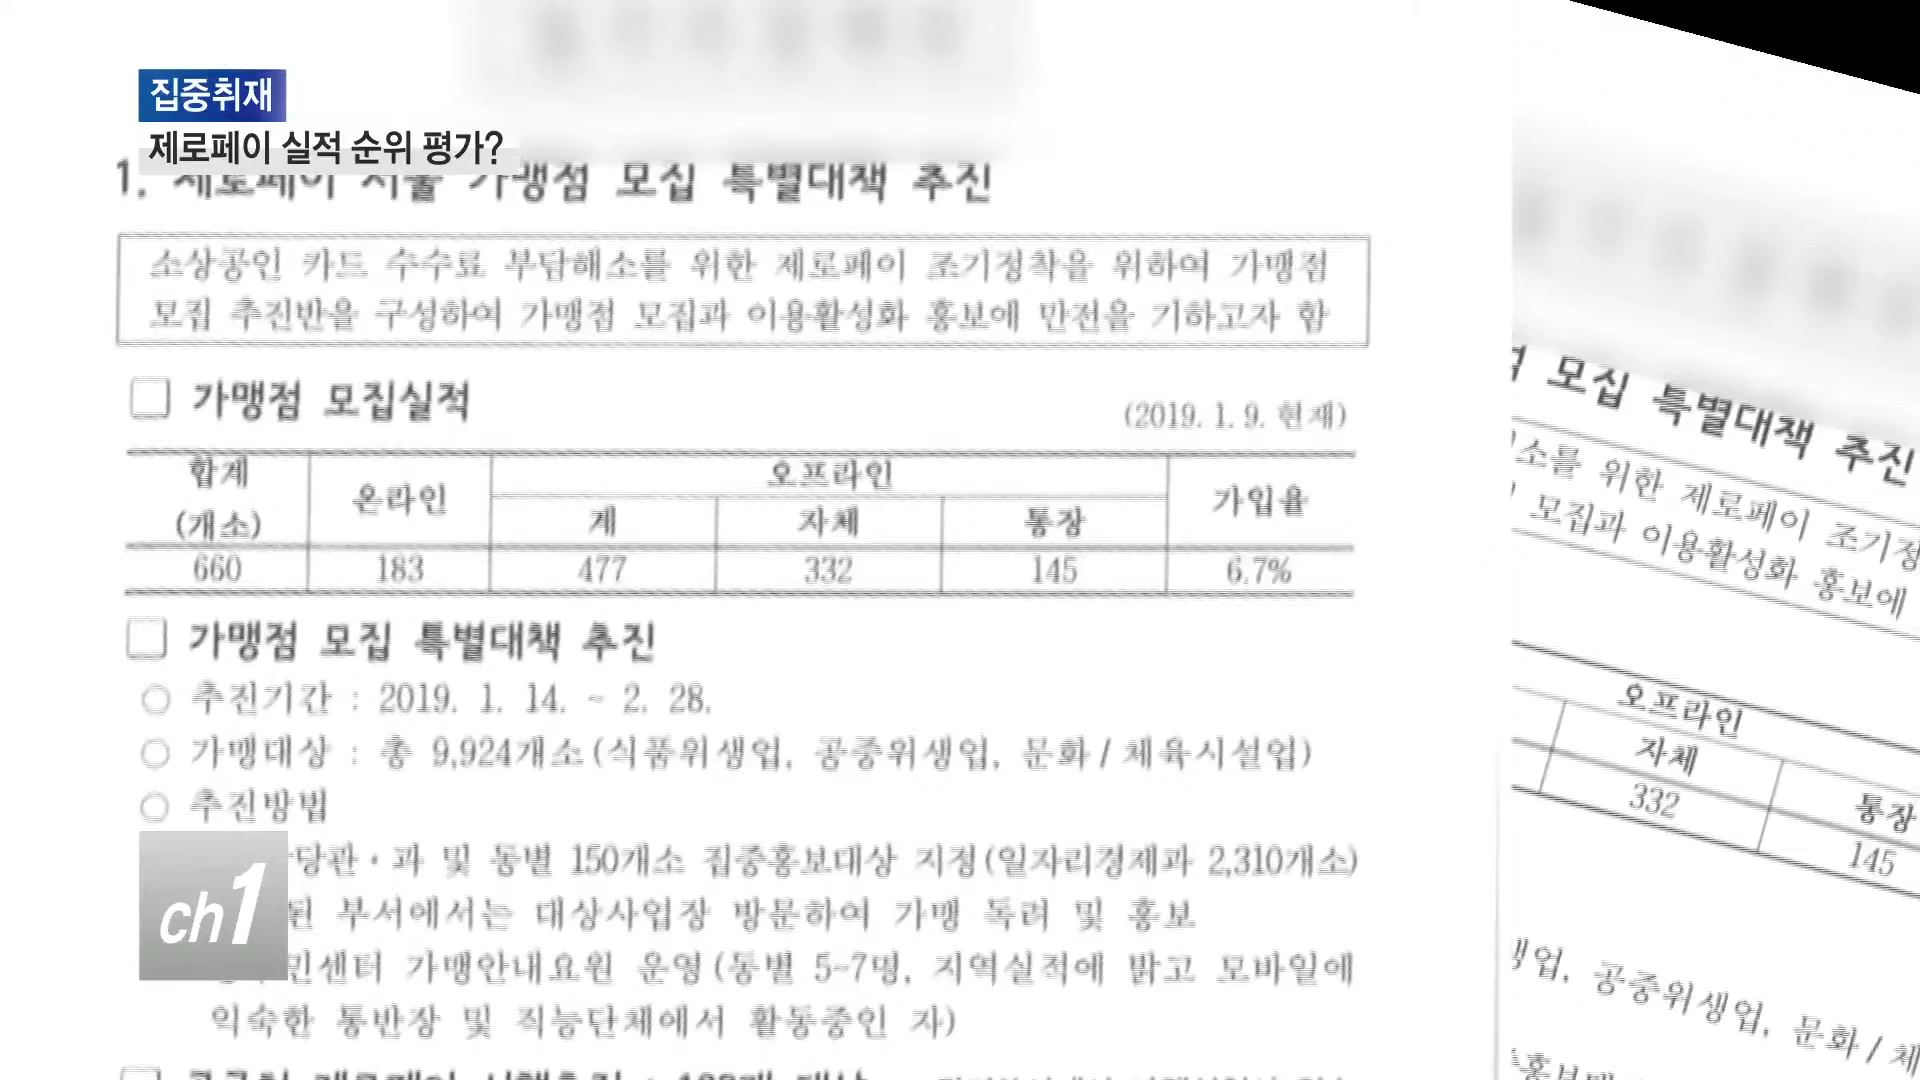 집중취재
제로페이 실적 순위 평가?
1. 제로페이 서울 가맹점 모집 특별대책 추진
소상공인 카드 수수료 부담해소를 위한 제로페이 조기정착을 위하여 가맹점
모집 추진반을 구성하여 가맹점 모집과 이용활성화 홍보에 만전을 기하고자 함
□ 가맹점 모집실적
(2019. 1. 9. 현재)
합계 (개소) 온라인 오프라인 가입율
계 자체 통장
660 183 477 332 145 6.7%
□ 가맹점 모집 특별대책 추진
○ 추진기간 : 2019. 1. 14. ~ 2. 28.
○ 가맹대상 : 총 9,924개소(식품위생업, 공중위생업, 문화/체육시설업)
○ 추진방법
당관·과 및 동별 150개소 집중홍보대상 지정(일자리경제과 2,310개소)
된 부서에서는 대상사업장 방문하여 가맹 독려 및 홍보
민센터 가맹안내요원 운영(동별 5~7명, 지역실적에 밝고 모바일에
익숙한 통반장 및 직능단체에서 활동중인 자)
ch1
모집 특별대책 추진
소를 위한 제로페이 조기정
모집과 이용활성화 홍보에
오프라인
자체 통장
332 145
업, 공중위생업, 문화/체